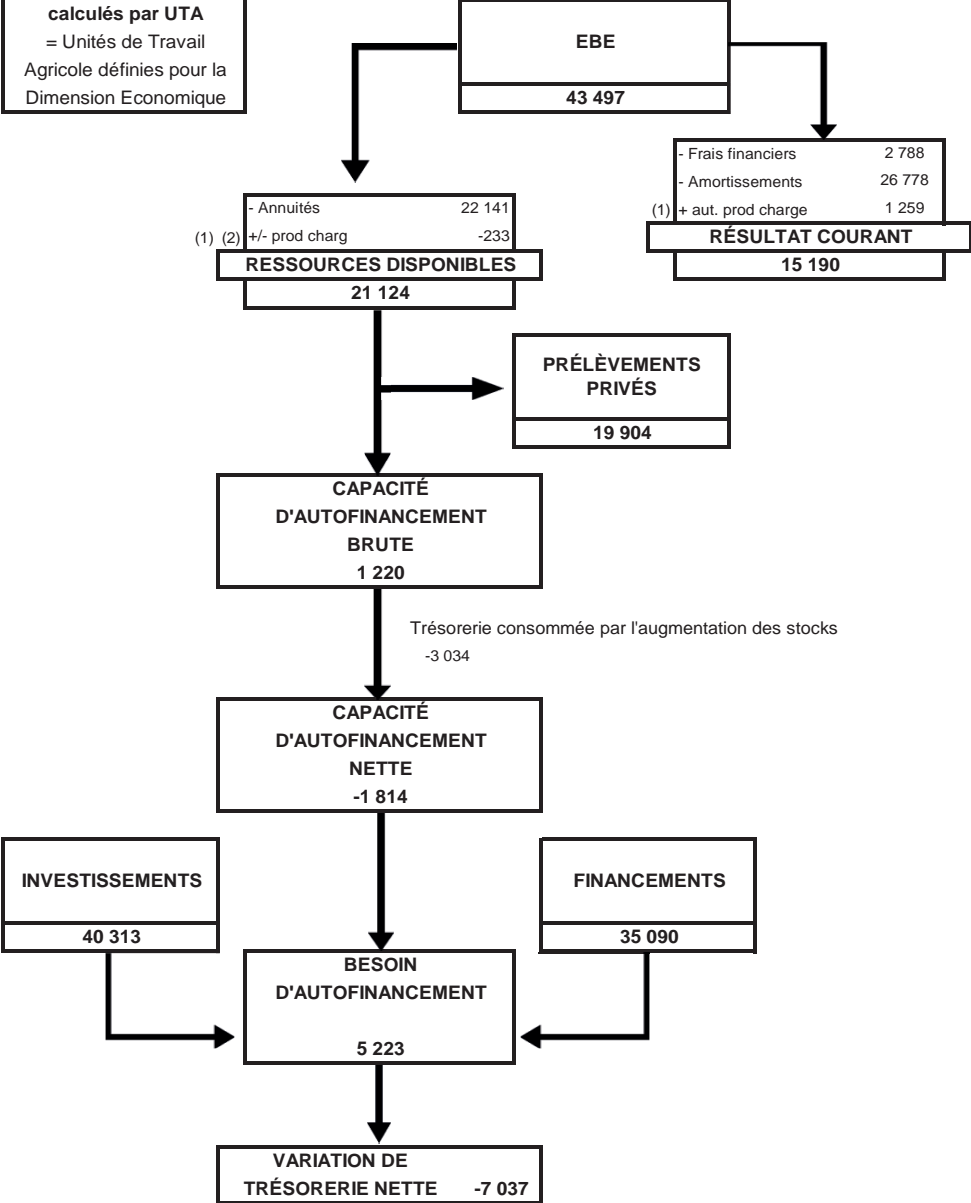 calculés par UTA
= Unités de Travail
Agricole définies pour la
Dimension Economique
EBE
43 497
- Frais financiers 2 788
- Amortissements 26 778
(1) + aut. prod charge 1 259
RÉSULTAT COURANT
15 190
- Annuités 22 141
(1) (2) +/- prod charg -233
RESSOURCES DISPONIBLES
21 124
PRÉLÈVEMENTS
PRIVÉS
19 904
CAPACITÉ
D'AUTOFINANCEMENT
BRUTE
1 220
Trésorerie consommée par l'augmentation des stocks
-3 034
CAPACITÉ
D'AUTOFINANCEMENT
NETTE
-1 814
INVESTISSEMENTS
40 313
FINANCEMENTS
35 090
BESOIN
D'AUTOFINANCEMENT
5 223
VARIATION DE
TRÉSORERIE NETTE -7 037